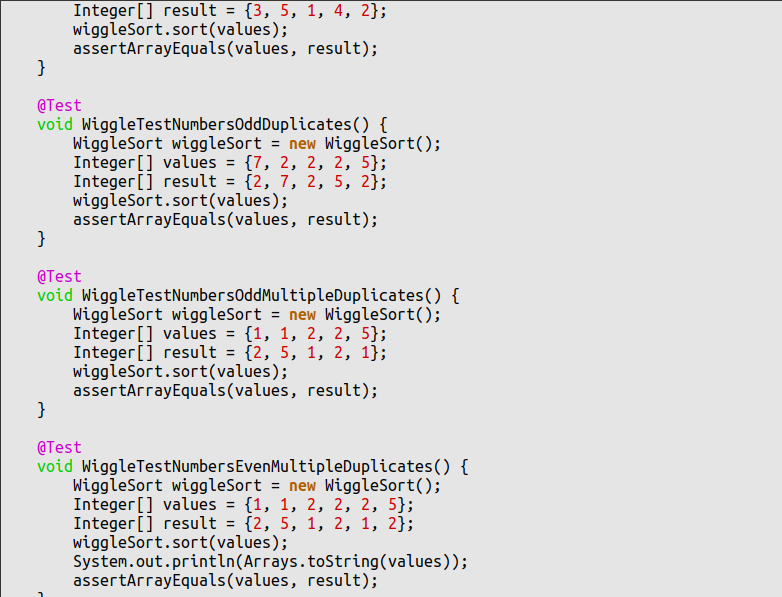 Integer[] result = {3, 5, 1, 4, 2};
        wiggleSort.sort(values);
        assertArrayEquals(values, result);
    }

    @Test
    void WiggleTestNumbersOddDuplicates() {
        WiggleSort wiggleSort = new WiggleSort();
        Integer[] values = {7, 2, 2, 2, 5};
        Integer[] result = {2, 7, 2, 5, 2};
        wiggleSort.sort(values);
        assertArrayEquals(values, result);
    }

    @Test
    void WiggleTestNumbersOddMultipleDuplicates() {
        WiggleSort wiggleSort = new WiggleSort();
        Integer[] values = {1, 1, 2, 2, 5};
        Integer[] result = {2, 5, 1, 2, 1};
        wiggleSort.sort(values);
        assertArrayEquals(values, result);
    }

    @Test
    void WiggleTestNumbersEvenMultipleDuplicates() {
        WiggleSort wiggleSort = new WiggleSort();
        Integer[] values = {1, 1, 2, 2, 2, 5};
        Integer[] result = {2, 5, 1, 2, 1, 2};
        wiggleSort.sort(values);
        System.out.println(Arrays.toString(values));
        assertArrayEquals(values, result);
    }